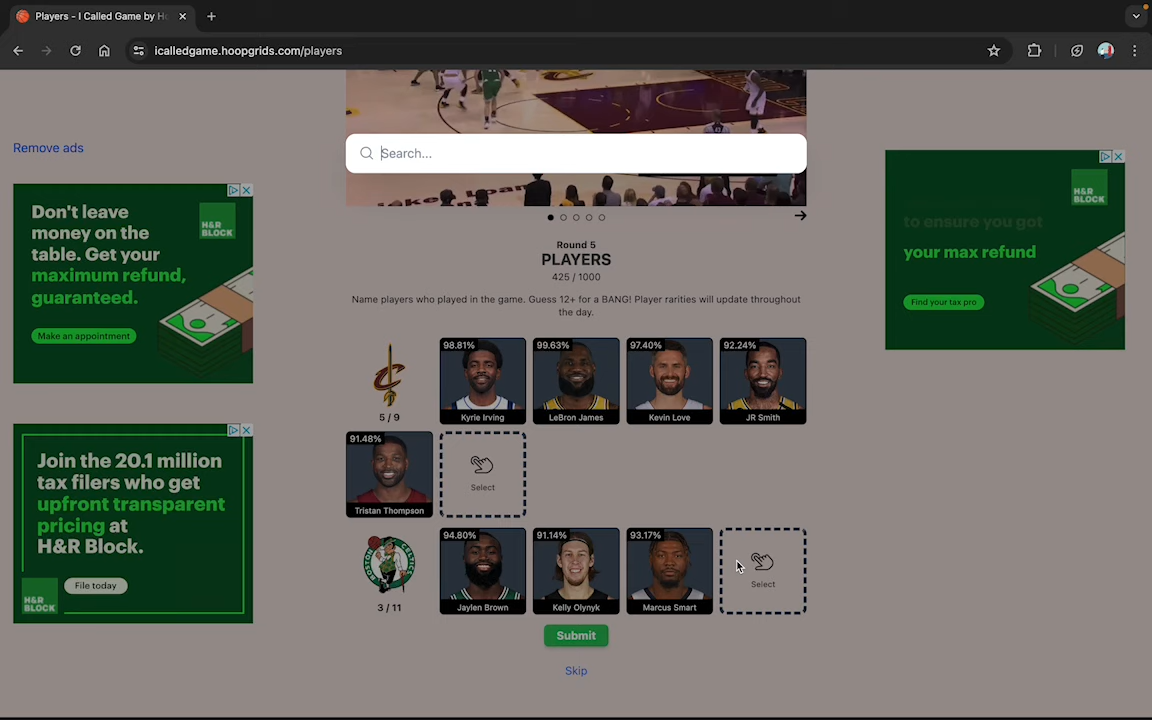 Players - I Called Game by Ho
icalledgame.hoopgrids.com/players
Search...
Remove ads
Don't leave
money on the
table. Get your
maximum refund,
guaranteed.
H&R
BLOCK
Make an appointment
to ensure you got
your max refund
H&R
BLOCK
Find your tax pro
Round 5
PLAYERS
425 / 1000
Name players who played in the game. Guess 12+ for a BANG! Player rarities will update throughout
the day.
5 / 9
98.81%
Kyrie Irving
99.63%
LeBron James
97.40%
Kevin Love
92.24%
JR Smith
91.48%
Tristan Thompson
Select
Join the 20.1 million
tax filers who get
upfront transparent
pricing at
H&R Block.
H&R
BLOCK
File today
3 / 11
94.80%
Jaylen Brown
91.14%
Kelly Olynyk
93.17%
Marcus Smart
Select
Submit
Skip